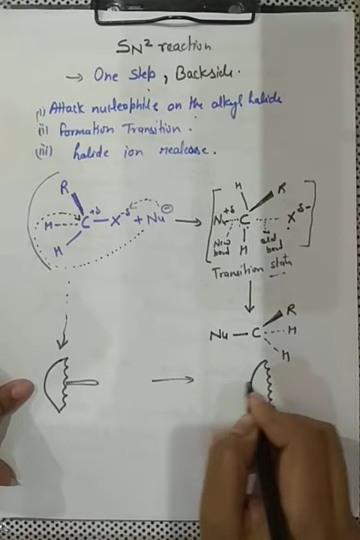 SN² reaction
→ One step, Backside.
(i) Attack nucleophile on the alkyl halide
(ii) Formation Transition.
(iii) halide ion realease.
R
H C+δ — X-δ + Nu⊖ →
H
H R
Nu +δ C X δ-
H
New bond
old bond
Transition state
R
Nu — C H
H